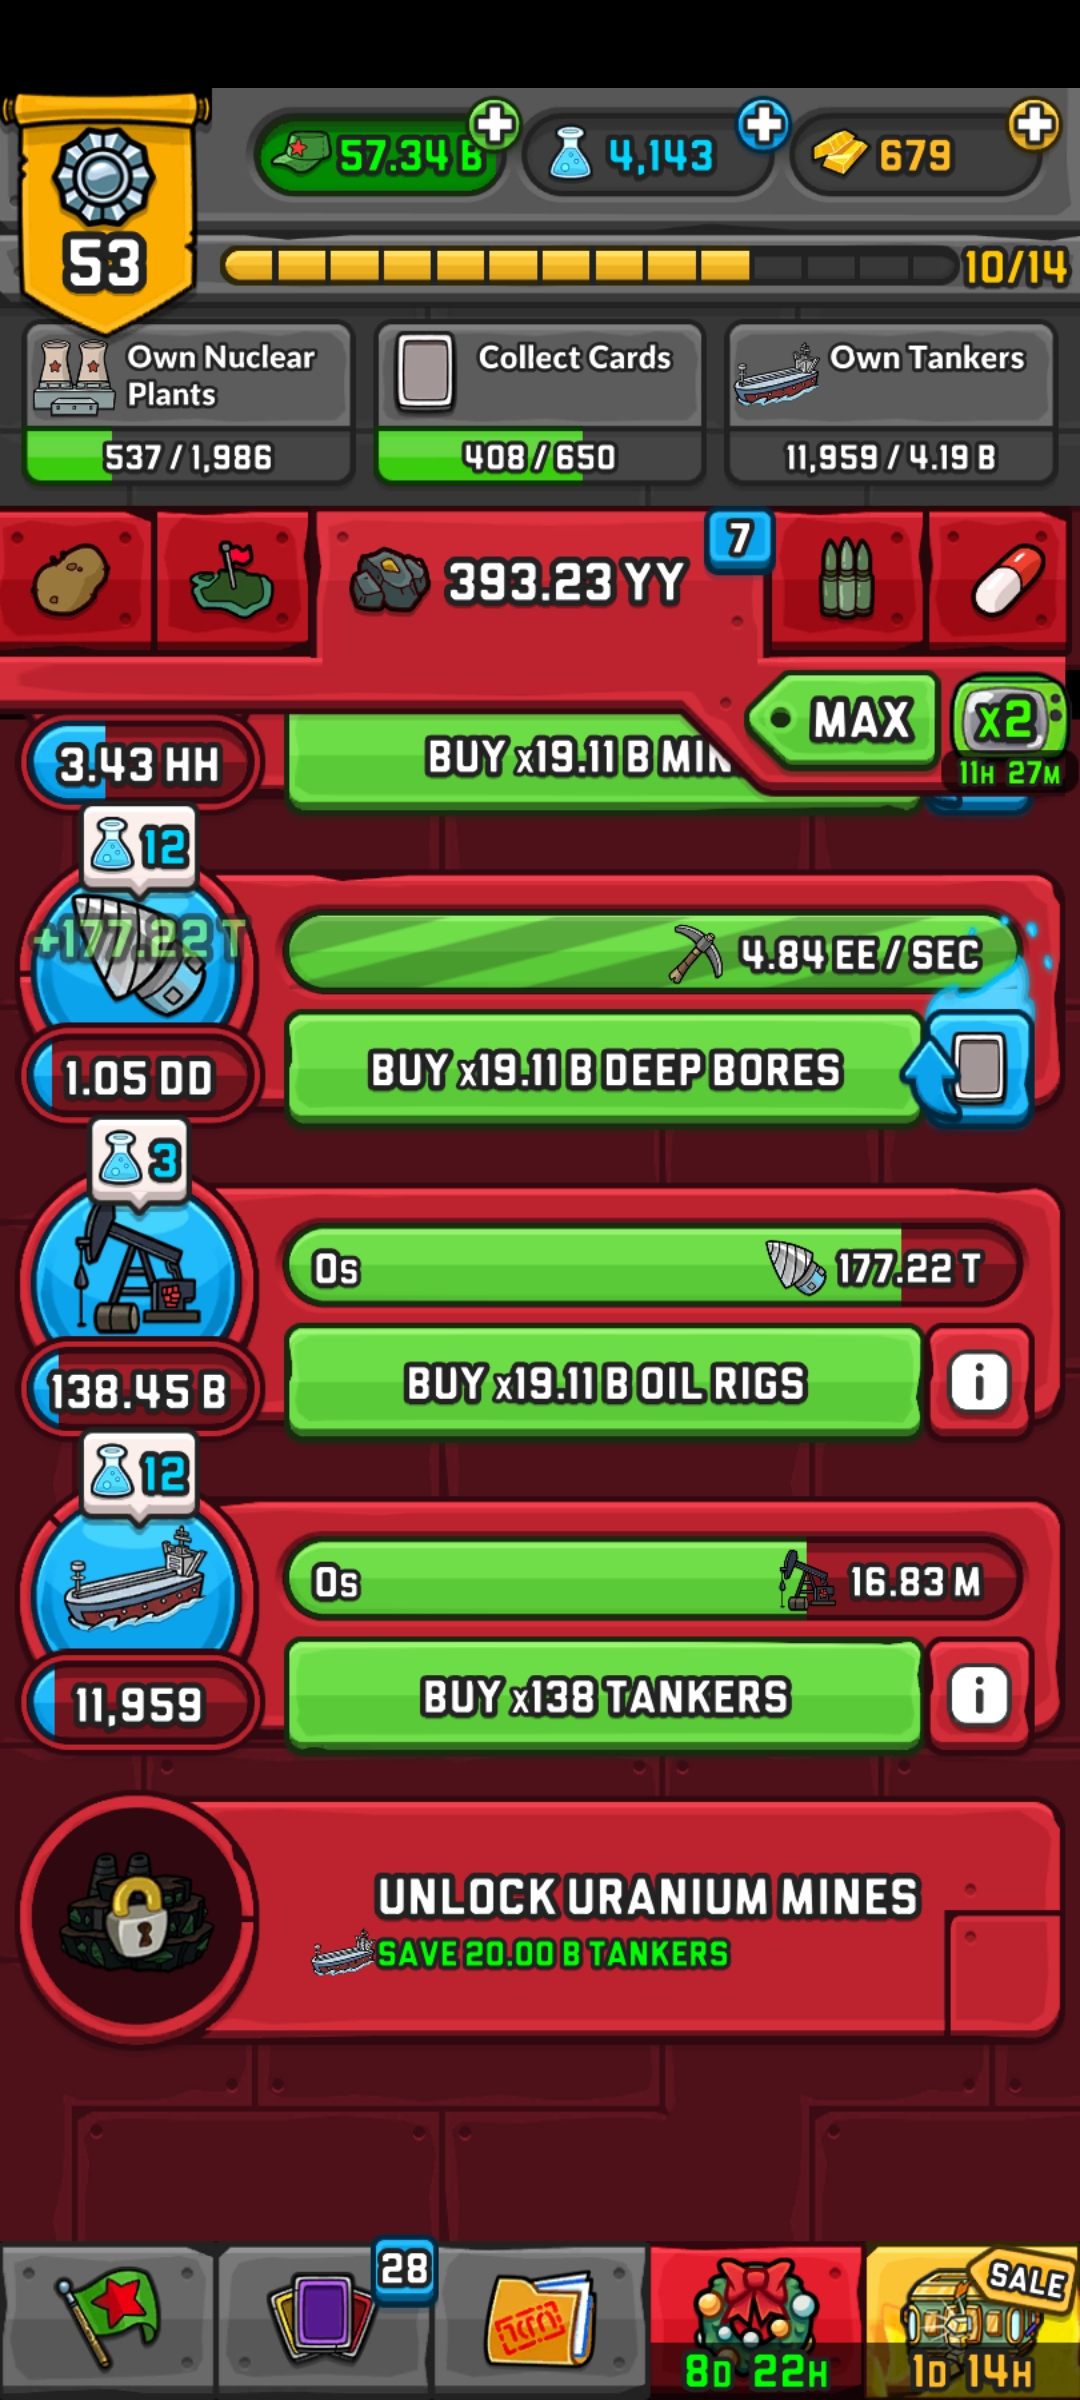 57.34 B
4,143
679
53
10/14
Own Nuclear Plants
Collect Cards
Own Tankers
537 / 1,986
408 / 650
11,959 / 4.19 B
7
393.23 YY
MAX
x2
11H 27M
3.43 HH
BUY x19.11 B MIN
12
+177.22 T
4.84 EE / SEC
1.05 DD
BUY x19.11 B DEEP BORES
3
0s
177.22 T
138.45 B
BUY x19.11 B OIL RIGS
i
12
0s
16.83 M
11,959
BUY x138 TANKERS
i
UNLOCK URANIUM MINES
SAVE 20.00 B TANKERS
28
SALE
8D 22H
1D 14H